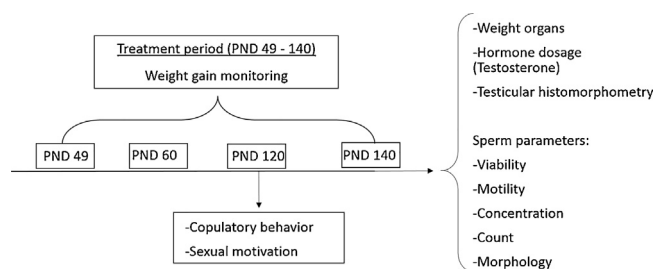 Treatment period (PND 49 - 140)
Weight gain monitoring
PND 49
PND 60
PND 120
PND 140
-Copulatory behavior
-Sexual motivation
-Weight organs
-Hormone dosage
(Testosterone)
-Testicular histomorphometry
Sperm parameters:
-Viability
-Motility
-Concentration
-Count
-Morphology